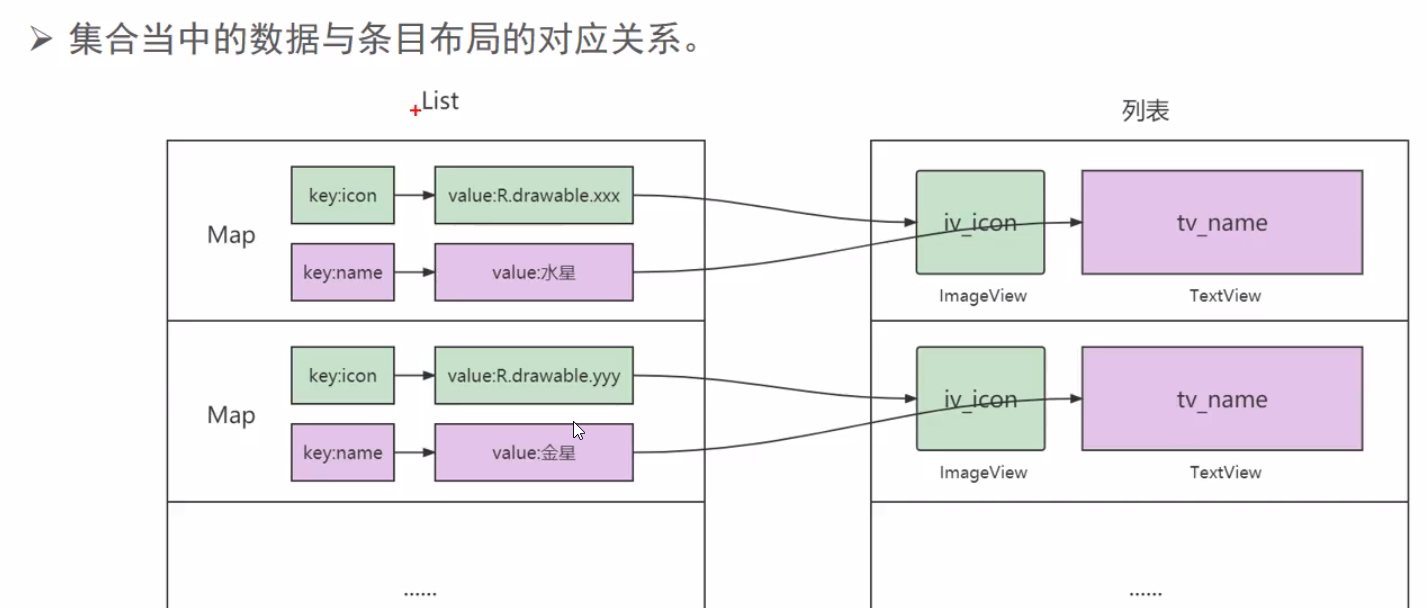 集合当中的数据与条目布局的对应关系。
List
列表
key:icon
value:R.drawable.xxx
Map
key:name
value:水星
iv_icon
tv_name
ImageView
TextView
key:icon
value:R.drawable.yyy
Map
key:name
value:金星
iv_icon
tv_name
ImageView
TextView
......
......